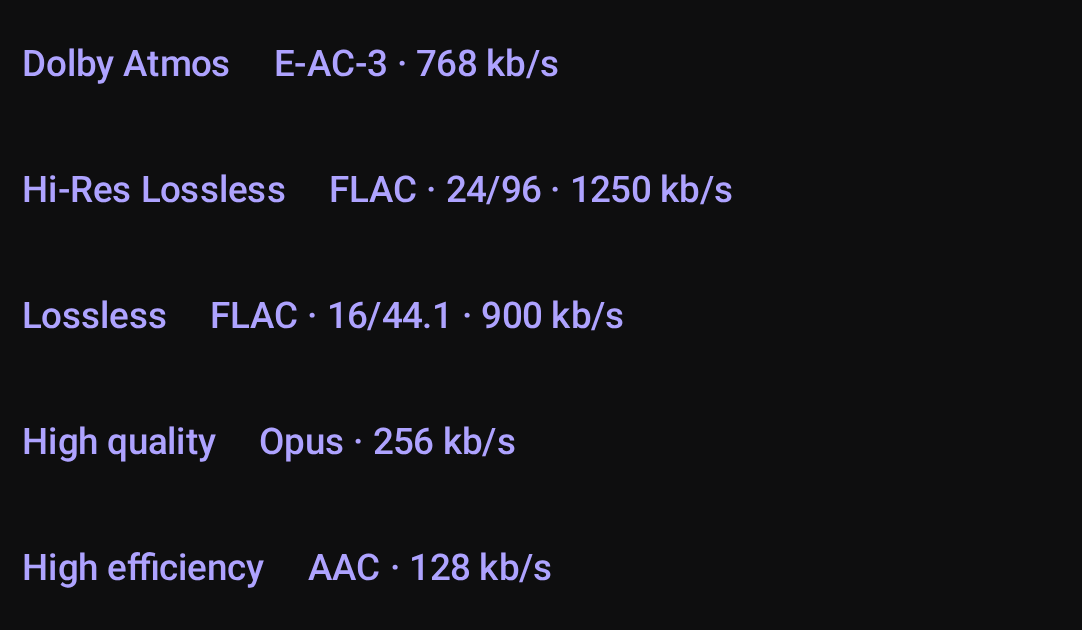 Dolby Atmos E-AC-3 · 768 kb/s
Hi-Res Lossless FLAC · 24/96 · 1250 kb/s
Lossless FLAC · 16/44.1 · 900 kb/s
High quality Opus · 256 kb/s
High efficiency AAC · 128 kb/s